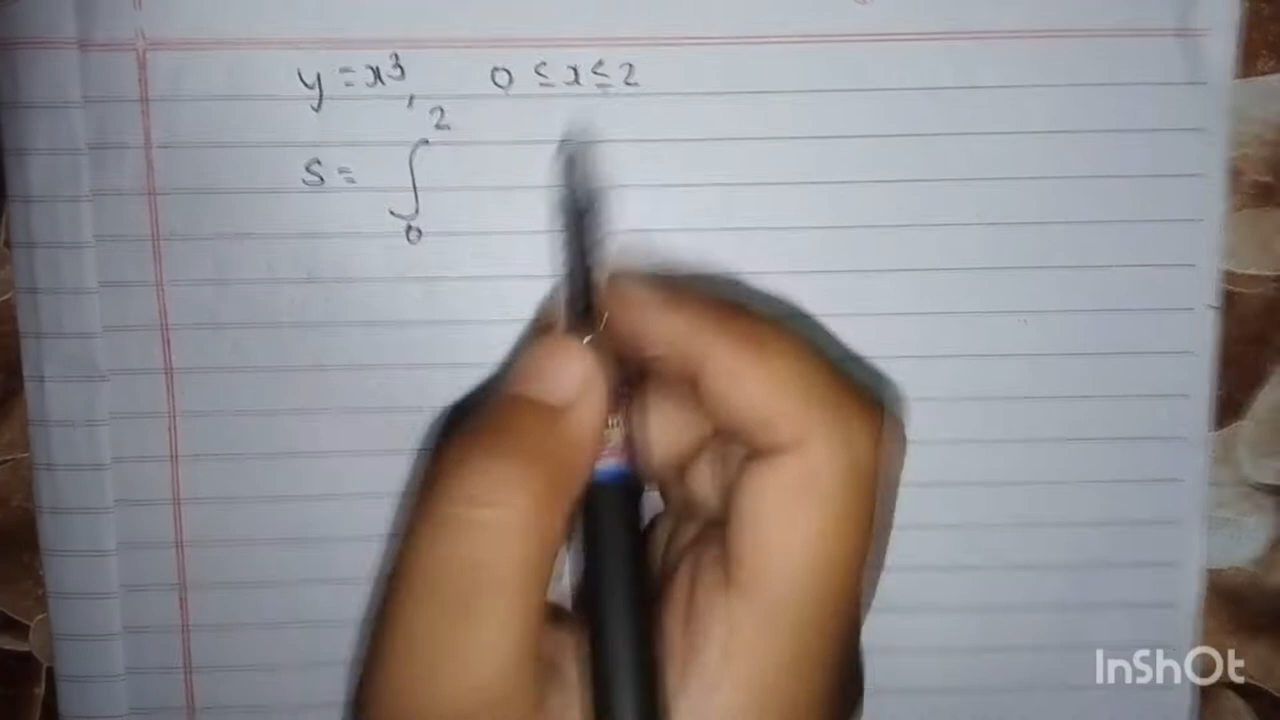 y = x³, 0 ≤ x ≤ 2
S = ∫₀²
InShOt